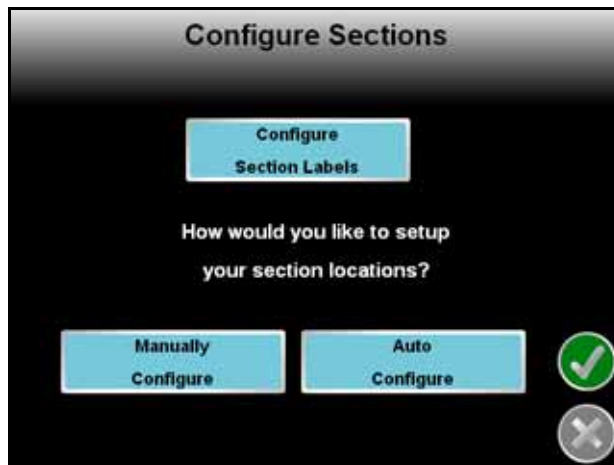 Configure Sections
Configure
Section Labels
How would you like to setup
your section locations?
Manually Auto
Configure Configure